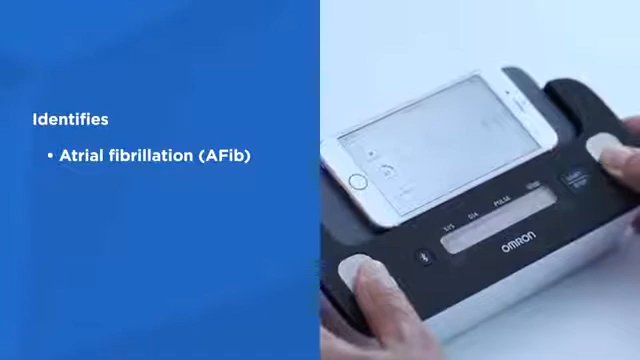 Identifies
• Atrial fibrillation (AFib)
SYS DIA PULSE
OMRON